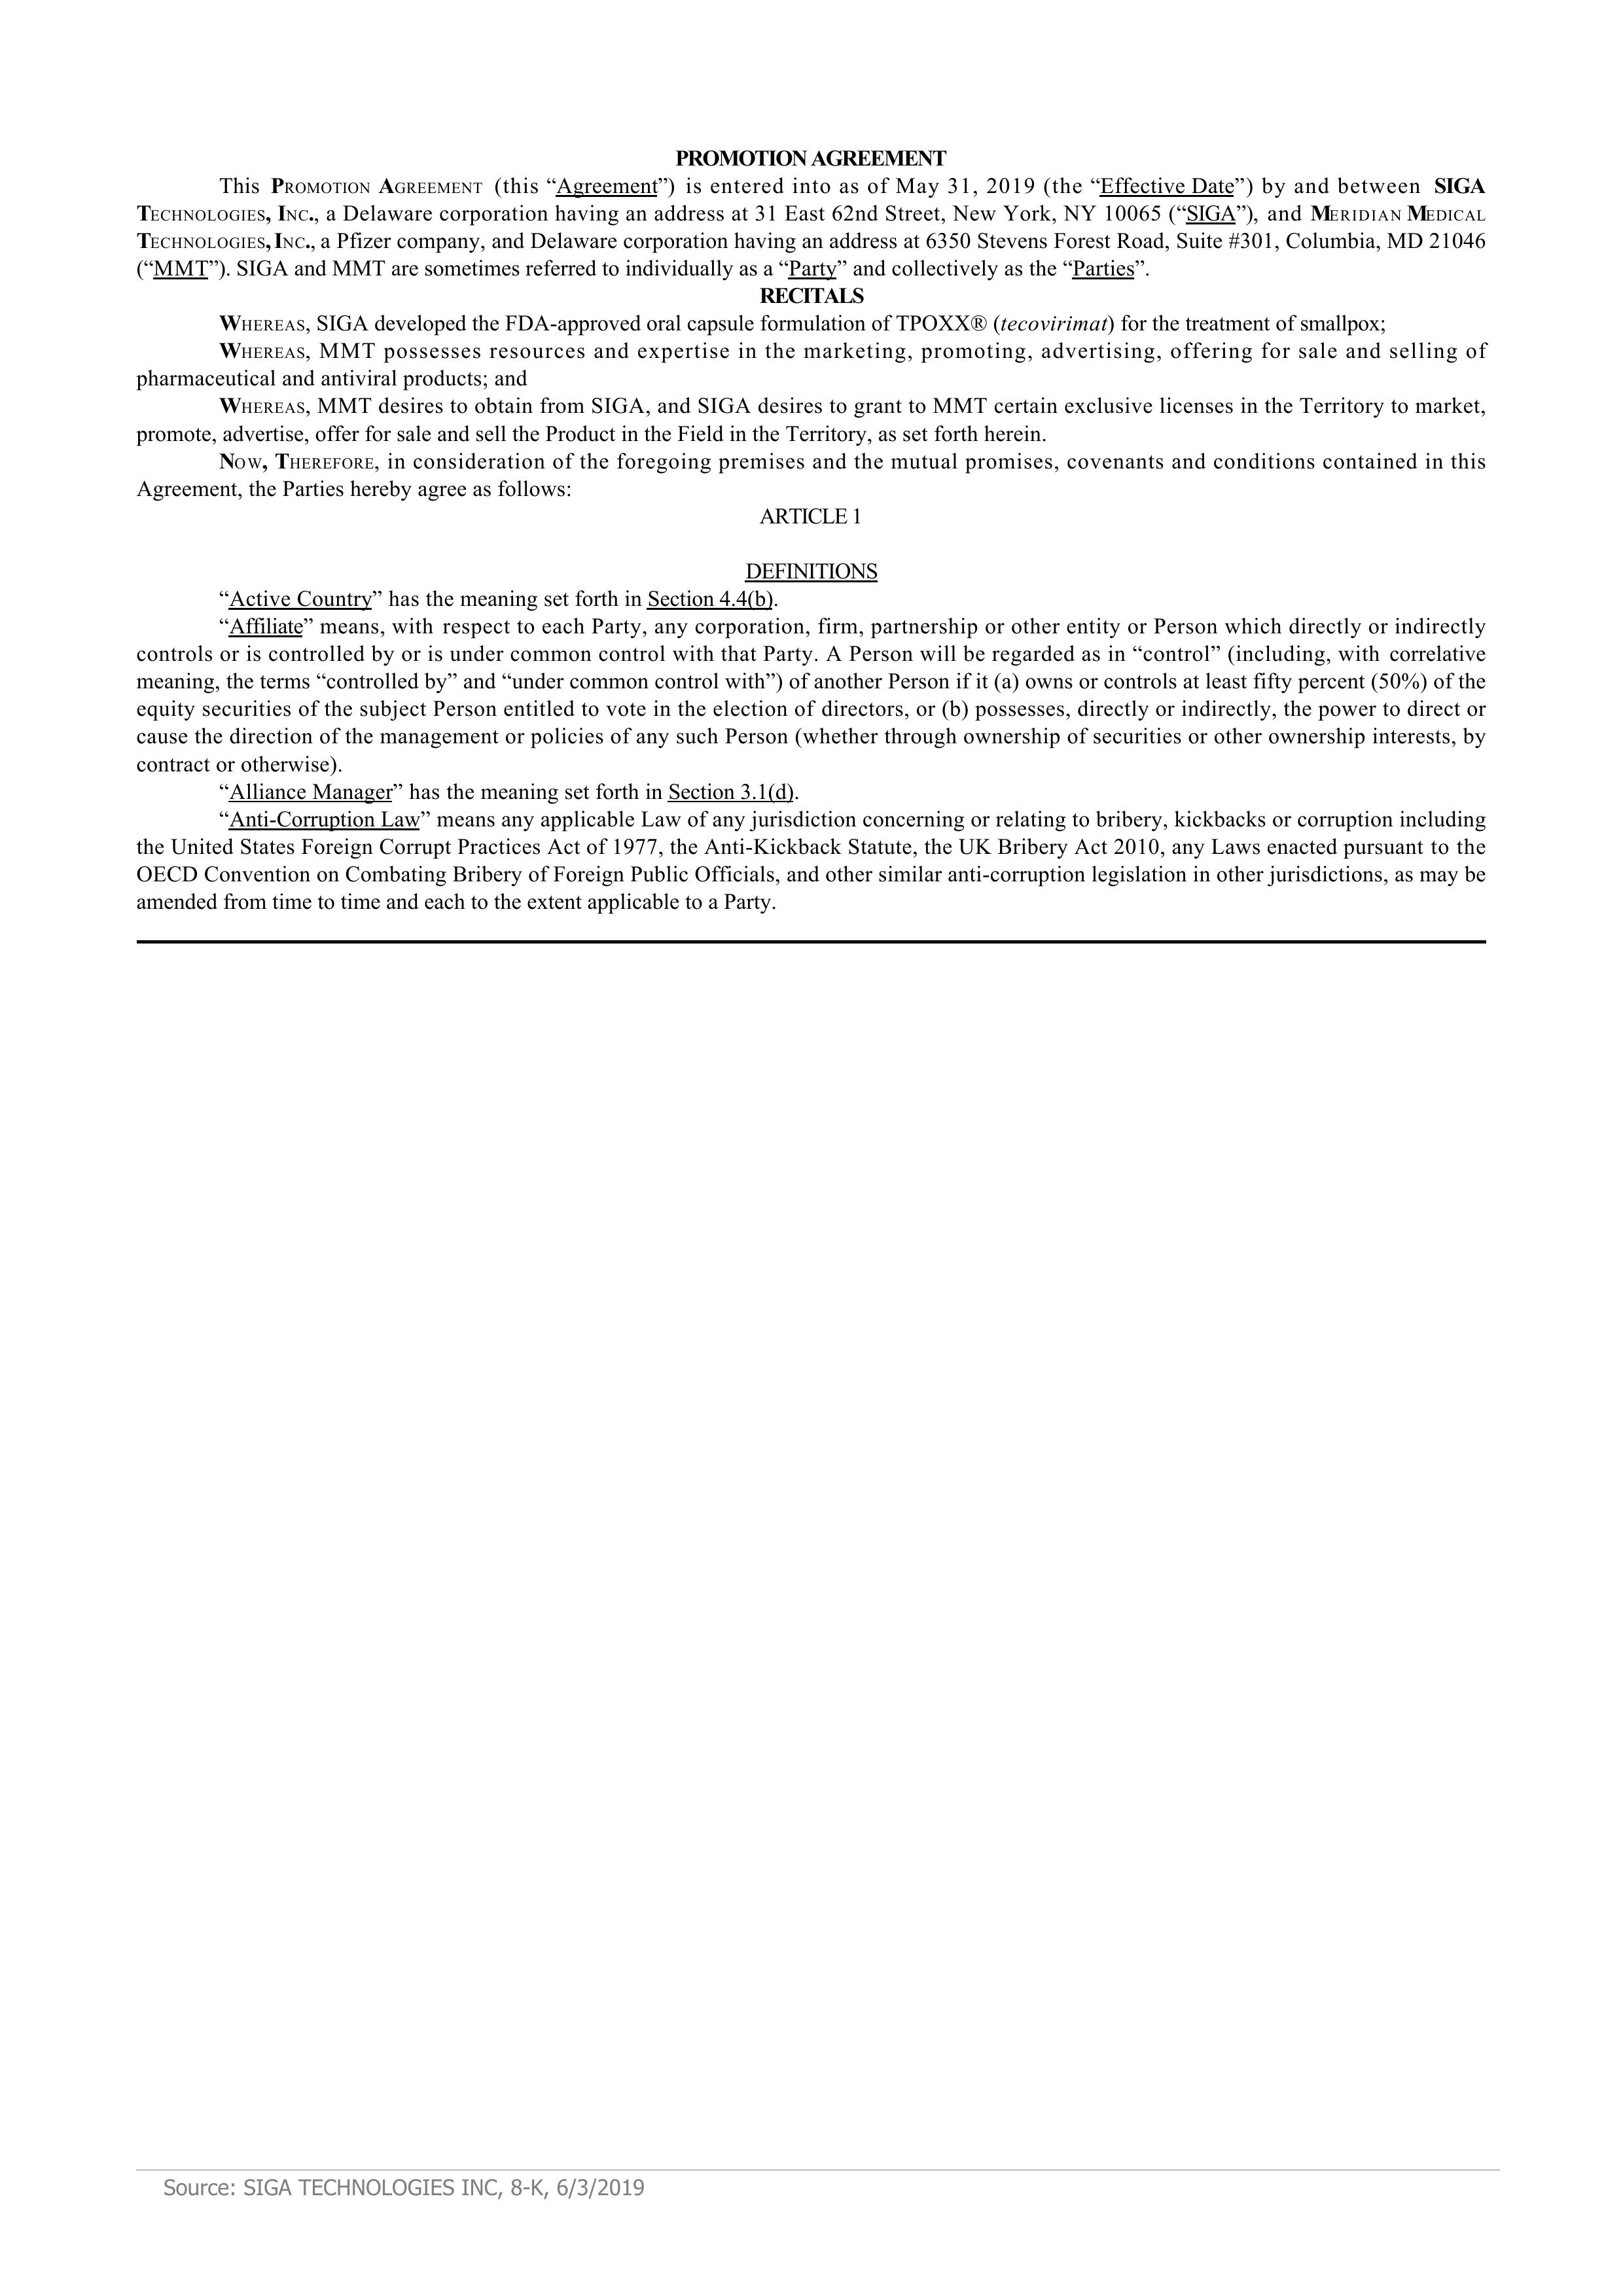 PROMOTION AGREEMENT
This PROMOTION AGREEMENT (this “Agreement”) is entered into as of May 31, 2019 (the “Effective Date”) by and between SIGA
TECHNOLOGIES, INC., a Delaware corporation having an address at 31 East 62nd Street, New York, NY 10065 (“SIGA”), and MERIDIAN MEDICAL
TECHNOLOGIES, INC., a Pfizer company, and Delaware corporation having an address at 6350 Stevens Forest Road, Suite #301, Columbia, MD 21046
(“MMT”). SIGA and MMT are sometimes referred to individually as a “Party” and collectively as the “Parties”.
RECITALS
WHEREAS, SIGA developed the FDA-approved oral capsule formulation of TPOXX® (tecovirimat) for the treatment of smallpox;
WHEREAS, MMT possesses resources and expertise in the marketing, promoting, advertising, offering for sale and selling of
pharmaceutical and antiviral products; and
WHEREAS, MMT desires to obtain from SIGA, and SIGA desires to grant to MMT certain exclusive licenses in the Territory to market,
promote, advertise, offer for sale and sell the Product in the Field in the Territory, as set forth herein.
NOW, THEREFORE, in consideration of the foregoing premises and the mutual promises, covenants and conditions contained in this
Agreement, the Parties hereby agree as follows:
ARTICLE 1
DEFINITIONS
“Active Country” has the meaning set forth in Section 4.4(b).
“Affiliate” means, with respect to each Party, any corporation, firm, partnership or other entity or Person which directly or indirectly
controls or is controlled by or is under common control with that Party. A Person will be regarded as in “control” (including, with correlative
meaning, the terms “controlled by” and “under common control with”) of another Person if it (a) owns or controls at least fifty percent (50%) of the
equity securities of the subject Person entitled to vote in the election of directors, or (b) possesses, directly or indirectly, the power to direct or
cause the direction of the management or policies of any such Person (whether through ownership of securities or other ownership interests, by
contract or otherwise).
“Alliance Manager” has the meaning set forth in Section 3.1(d).
“Anti-Corruption Law” means any applicable Law of any jurisdiction concerning or relating to bribery, kickbacks or corruption including
the United States Foreign Corrupt Practices Act of 1977, the Anti-Kickback Statute, the UK Bribery Act 2010, any Laws enacted pursuant to the
OECD Convention on Combating Bribery of Foreign Public Officials, and other similar anti-corruption legislation in other jurisdictions, as may be
amended from time to time and each to the extent applicable to a Party.
Source: SIGA TECHNOLOGIES INC, 8-K, 6/3/2019